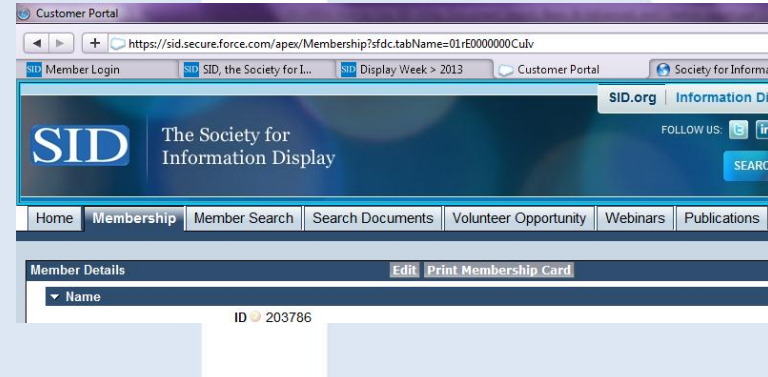 Customer Portal
https://sid.secure.force.com/apex/Membership?sfdc.tabName=01rE0000000CuIv
SID Member Login SID SID, the Society for I... SID Display Week > 2013 Customer Portal Society for Informa
SID.org Information Di
FOLLOW US:
SID The Society for
Information Display
SEARC
Home Membership Member Search Search Documents Volunteer Opportunity Webinars Publications
Member Details Edit Print Membership Card
Name
ID 203786